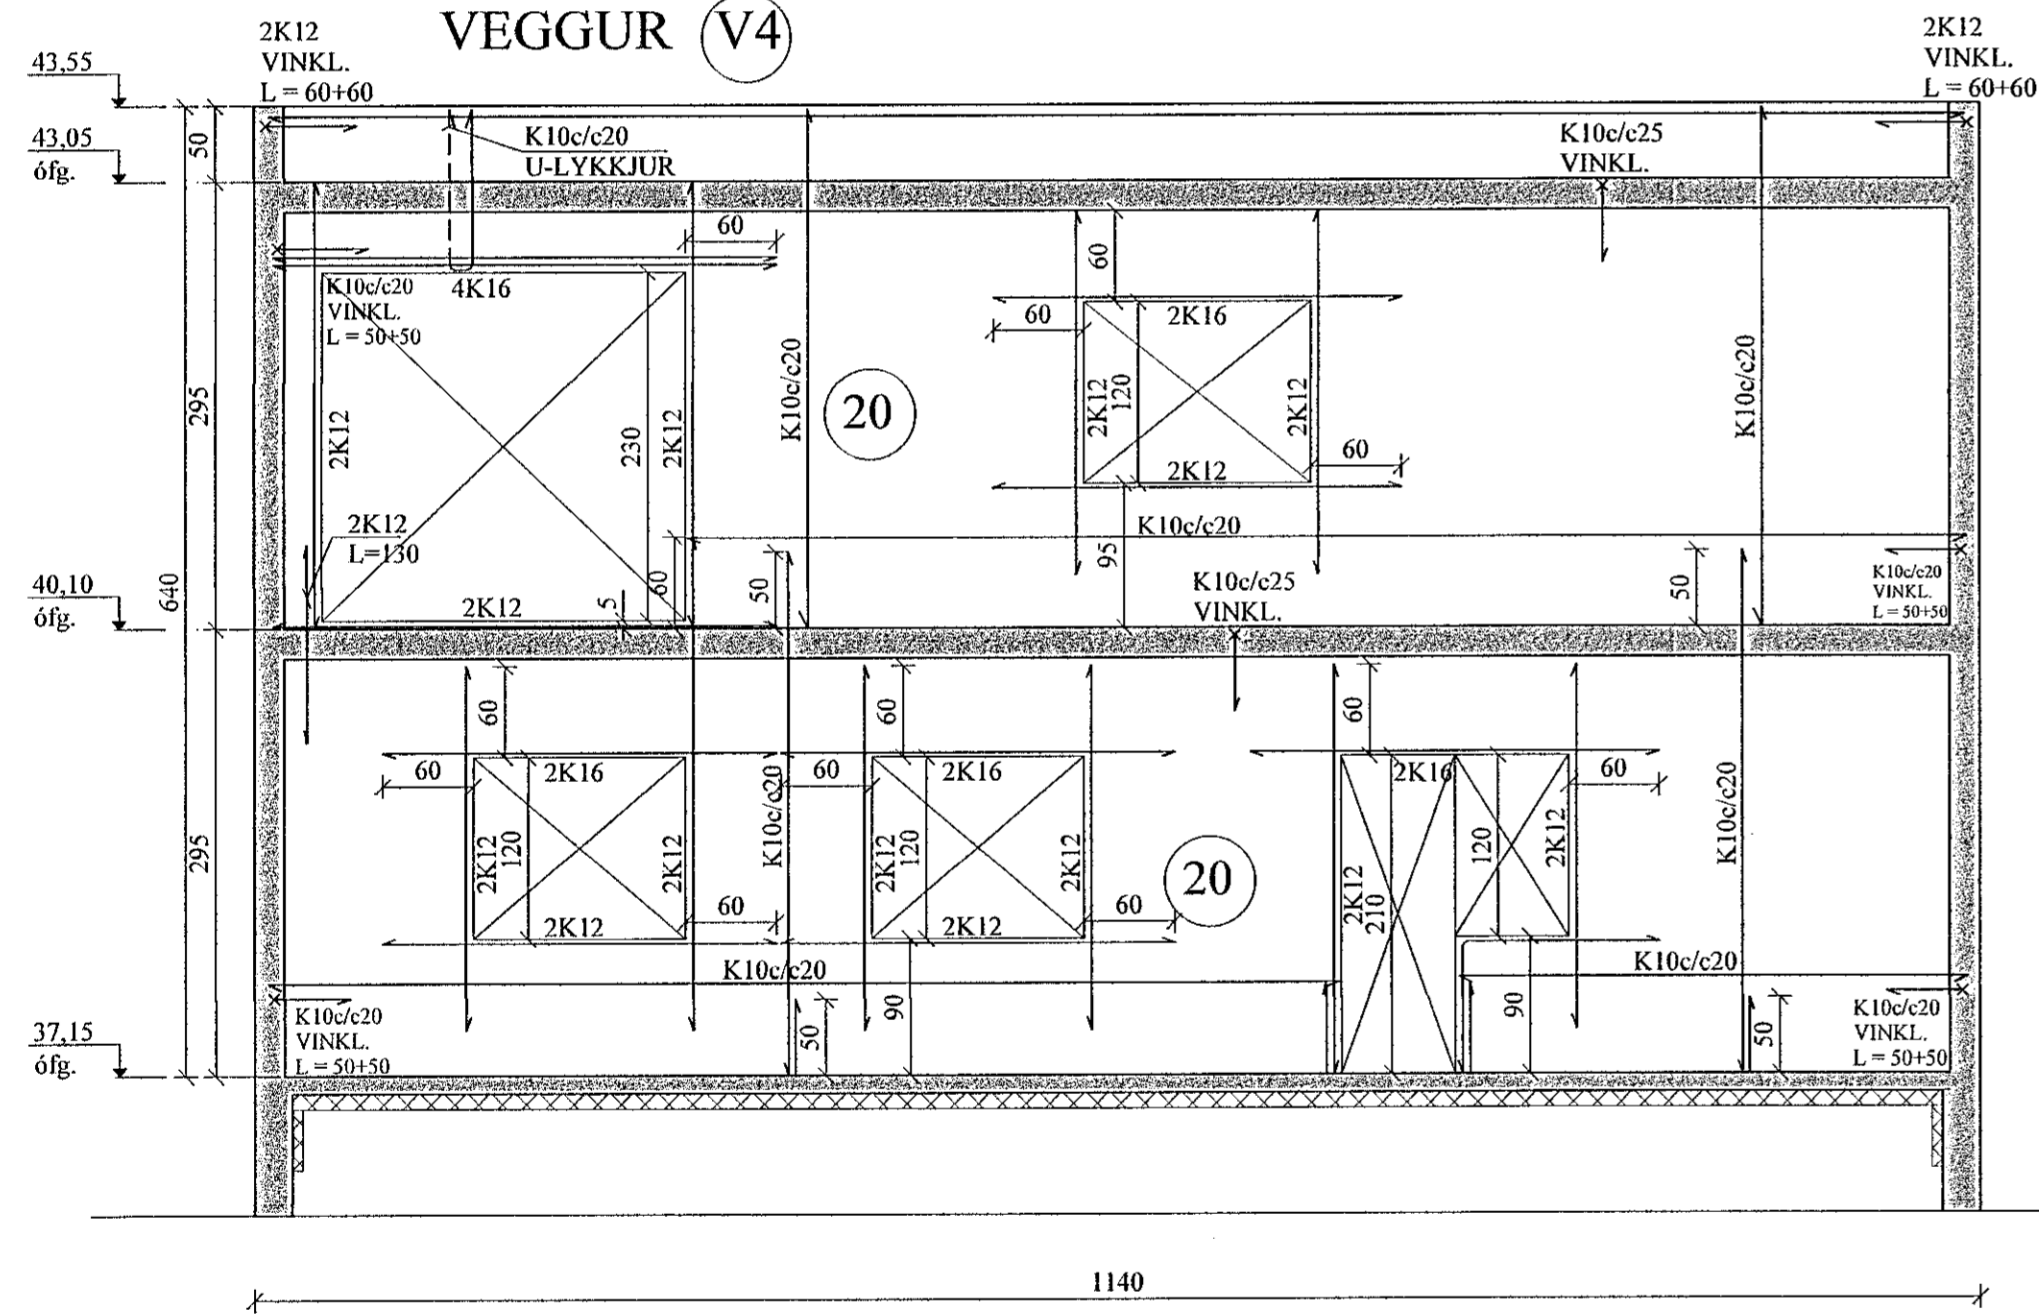 VEGGUR V4
2K12
VINKL.
L = 60+60
2K12
VINKL.
L = 60+60
43,55
43,05
ófg.
50
K10c/c20
U-LYKKJUR
K10c/c25
VINKL.
60
60
K10c/c20
VINKL.
L = 50+50
4K16
60
2K16
295
2K12
230
2K12
K10c/c20
20
2K12
120
2K12
K10c/c20
2K12
60
2K12
L=130
K10c/c20
95
640
40,10
ófg.
2K12
5
60
50
K10c/c25
VINKL.
50
K10c/c20
VINKL.
L = 50+50
60
60
60
60
2K16
K10c/c20
60
2K16
2K16
60
295
2K12
120
2K12
2K12
120
2K12
20
2K12
210
120
2K12
K10c/c20
60
2K12
60
2K12
K10c/c20
K10c/c20
37,15
ófg.
K10c/c20
VINKL.
L = 50+50
50
90
90
50
K10c/c20
VINKL.
L = 50+50
1140